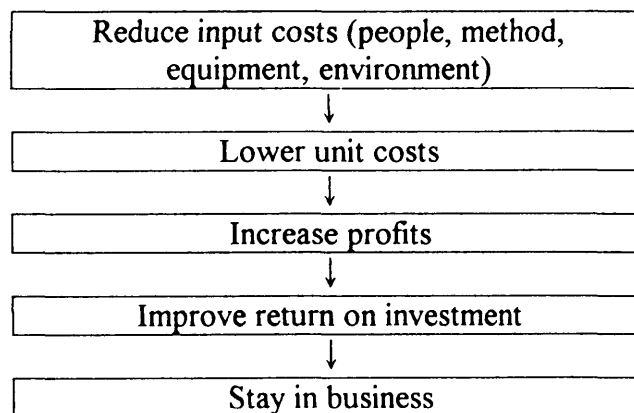 Reduce input costs (people, method,
equipment, environment)
Lower unit costs
Increase profits
Improve return on investment
Stay in business